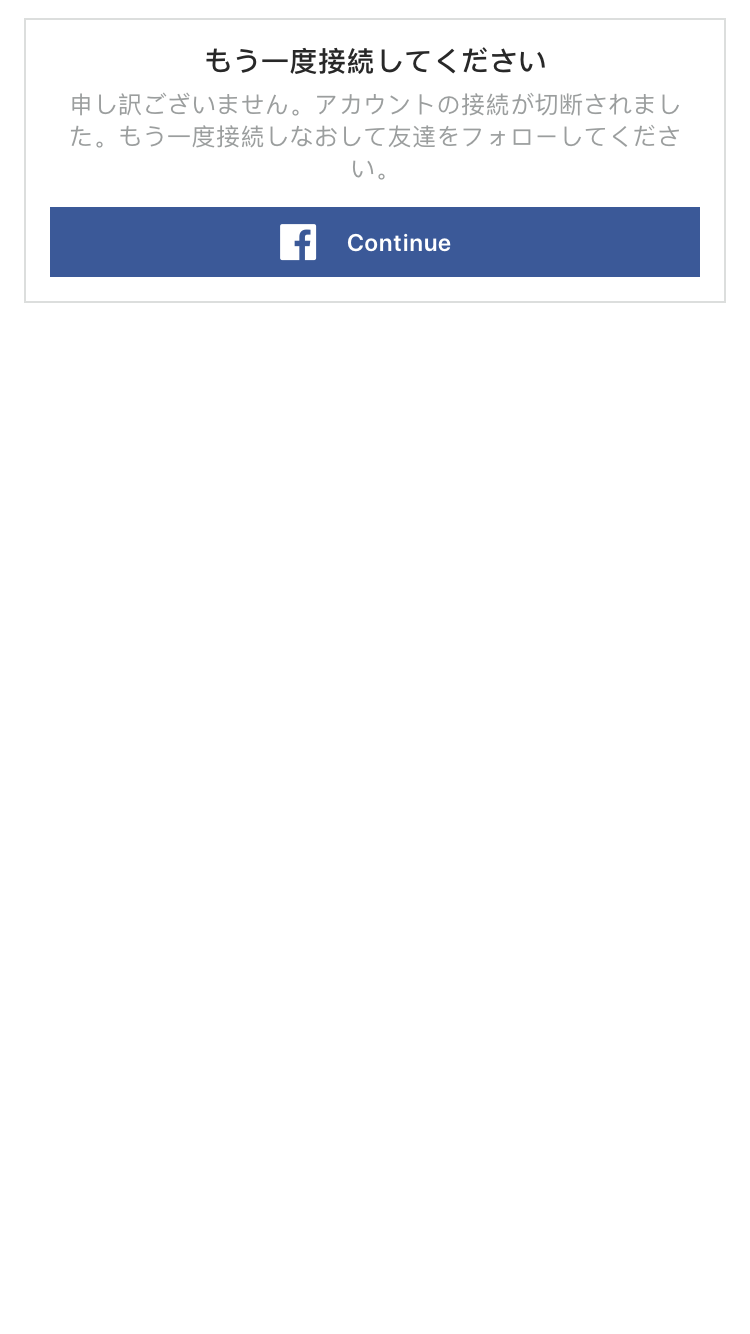 もう一度接続してください
申し訳ございません。アカウントの接続が切断されまし
た。もう一度接続しなおして友達をフォローしてくださ
い。
Continue